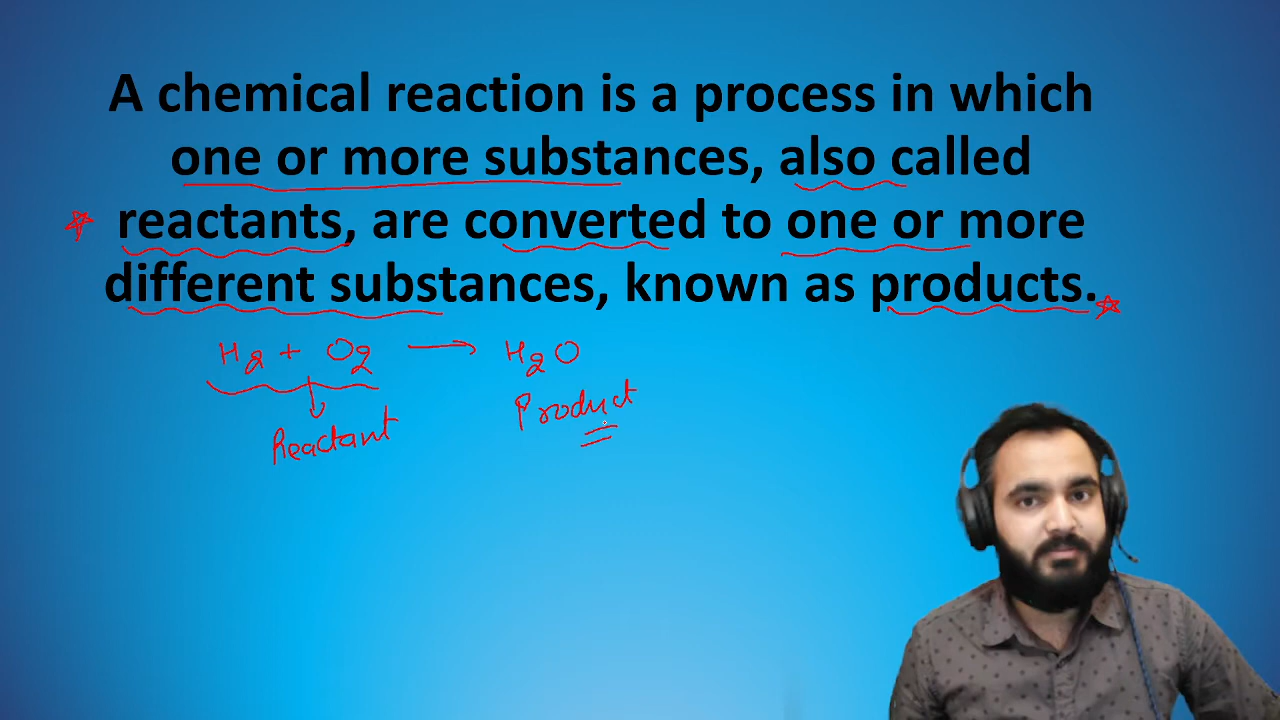 A chemical reaction is a process in which
one or more substances, also called
reactants, are converted to one or more
different substances, known as products.
H2 + O2 → H2O
Reactant
Product